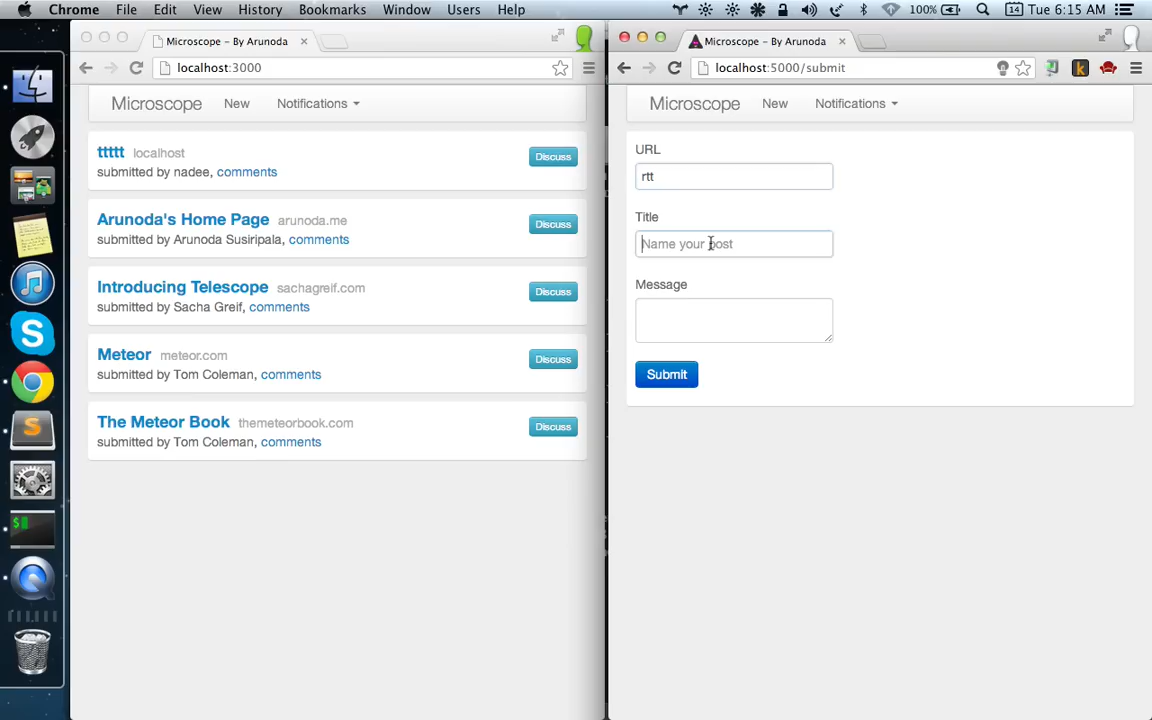 Chrome File Edit View History Bookmarks Window Users Help
100% 14 Tue 6:15 AM
Microscope – By Arunoda
localhost:3000
Microscope New Notifications
ttttt localhost
submitted by nadee, comments
Discuss
Arunoda's Home Page arunoda.me
submitted by Arunoda Susiripala, comments
Discuss
Introducing Telescope sachagreif.com
submitted by Sacha Greif, comments
Discuss
Meteor meteor.com
submitted by Tom Coleman, comments
Discuss
The Meteor Book themeteorbook.com
submitted by Tom Coleman, comments
Discuss
Microscope – By Arunoda
localhost:5000/submit
Microscope New Notifications
URL
rtt
Title
Name your post
Message
Submit